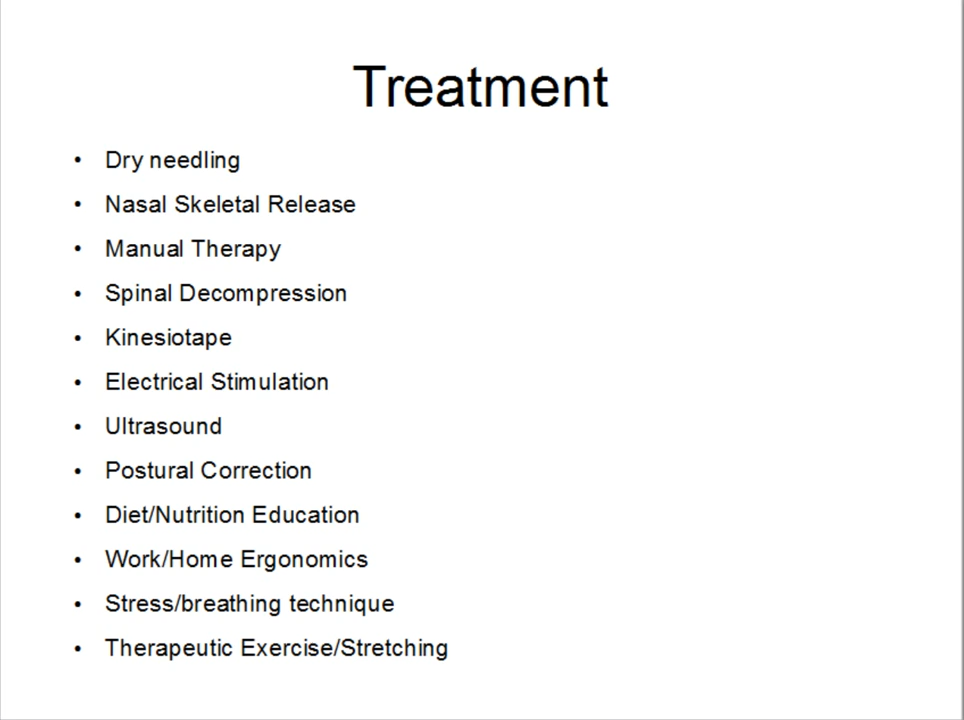 Treatment
• Dry needling
• Nasal Skeletal Release
• Manual Therapy
• Spinal Decompression
• Kinesiotape
• Electrical Stimulation
• Ultrasound
• Postural Correction
• Diet/Nutrition Education
• Work/Home Ergonomics
• Stress/breathing technique
• Therapeutic Exercise/Stretching